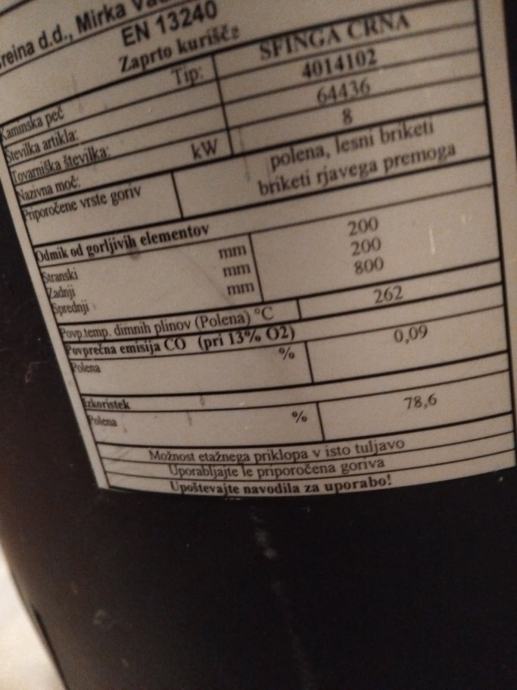 reina d.d., Mirka
EN 13240
Zaprto kurišče
Kaminska peč Tip: SFINGA CRNA
Številka artikla: 4014102
Tovarniška številka: 64436
Nazivna moč: kW 8
Priporočene vrste goriv polena, lesni briketi
briketi rjavega premoga
Odmik od gorljivih elementov
Stranski mm 200
Zadnji mm 200
Sprednji mm 800
Povp.temp. dimnih plinov (Polena) °C 262
Povprečna emisija CO (pri 13% O2)
Polena % 0,09
Izkoristek
Polena % 78,6
Možnost etažnega priklopa v isto tuljavo
Uporabljajte le priporočena goriva
Upoštevajte navodila za uporabo!